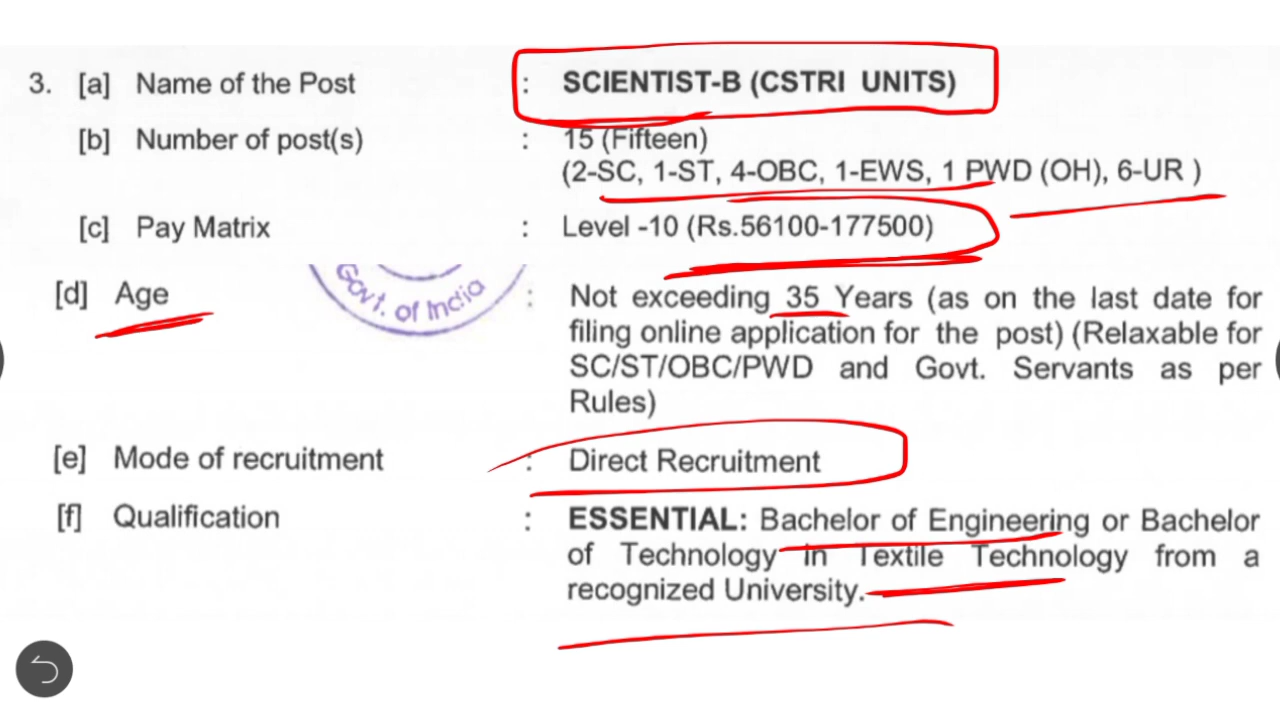 3. [a] Name of the Post : SCIENTIST-B (CSTRI UNITS)
[b] Number of post(s) : 15 (Fifteen)
(2-SC, 1-ST, 4-OBC, 1-EWS, 1 PWD (OH), 6-UR )
[c] Pay Matrix : Level -10 (Rs.56100-177500)
Govt. of India
[d] Age : Not exceeding 35 Years (as on the last date for
filing online application for the post) (Relaxable for
SC/ST/OBC/PWD and Govt. Servants as per
Rules)
[e] Mode of recruitment : Direct Recruitment
[f] Qualification : ESSENTIAL: Bachelor of Engineering or Bachelor
of Technology in Textile Technology from a
recognized University.